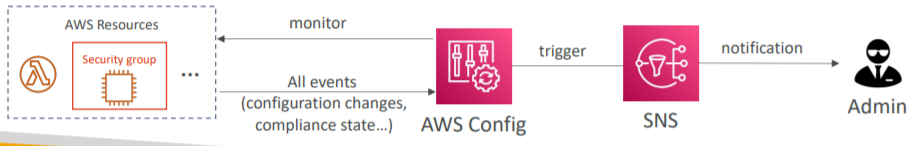 AWS Resources
Security group
...
monitor
All events
(configuration changes,
compliance state...)
AWS Config
trigger
SNS
notification
Admin